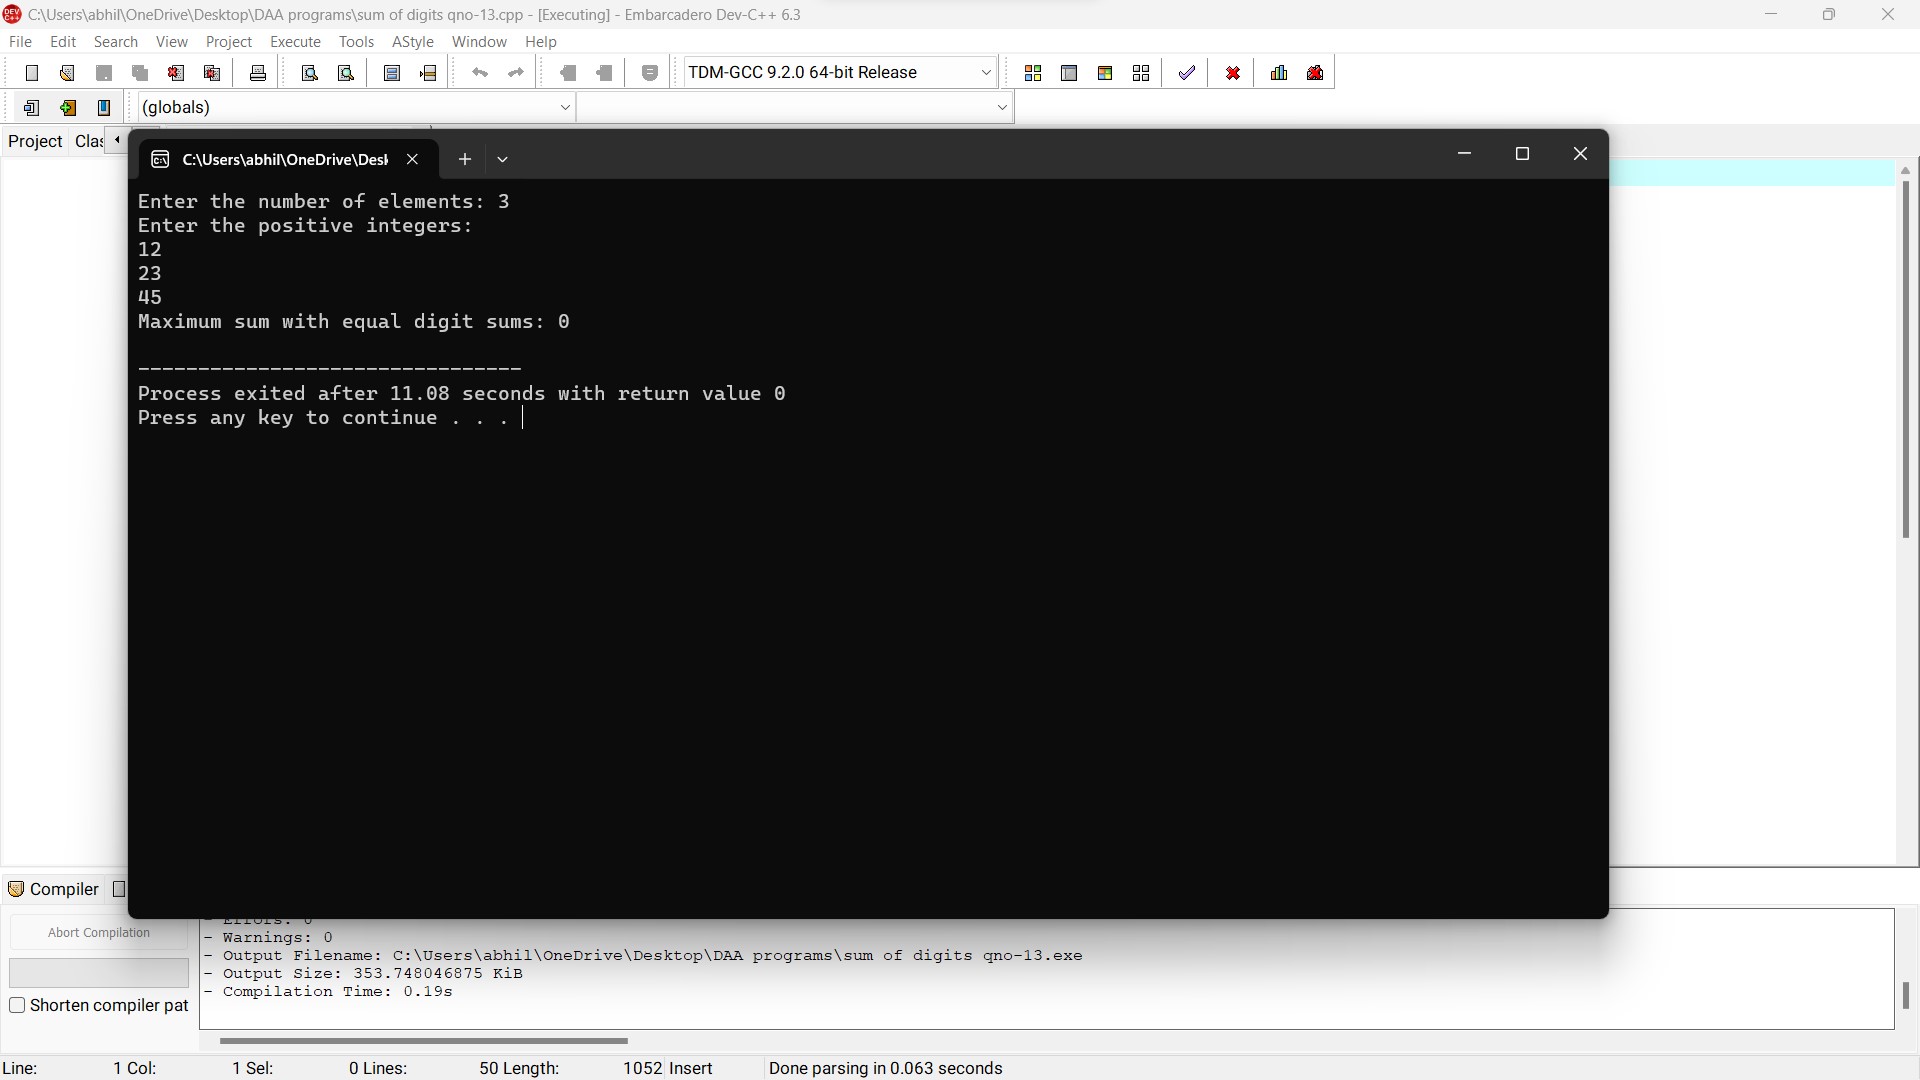 C:\Users\abhil\OneDrive\Desktop\DAA programs\sum of digits qno-13.cpp - [Executing] - Embarcadero Dev-C++ 6.3
File Edit Search View Project Execute Tools AStyle Window Help
TDM-GCC 9.2.0 64-bit Release
(globals)
Project Clas
C:\Users\abhil\OneDrive\Desk
Enter the number of elements: 3
Enter the positive integers:
12
23
45
Maximum sum with equal digit sums: 0
--------------------------------
Process exited after 11.08 seconds with return value 0
Press any key to continue . . .
Compiler
Abort Compilation
Shorten compiler pat
- Errors: 0
- Warnings: 0
- Output Filename: C:\Users\abhil\OneDrive\Desktop\DAA programs\sum of digits qno-13.exe
- Output Size: 353.748046875 KiB
- Compilation Time: 0.19s
Line: 1 Col: 1 Sel: 0 Lines: 50 Length: 1052 Insert Done parsing in 0.063 seconds